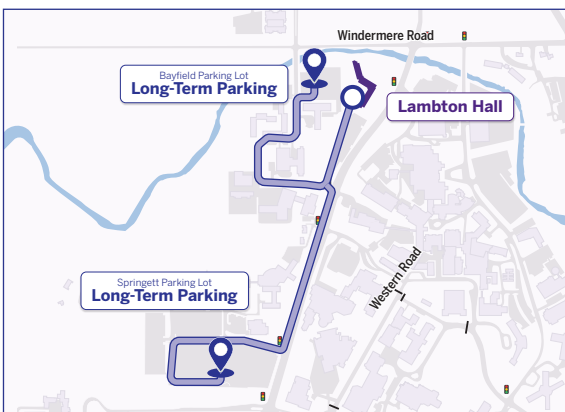 Windermere Road
Bayfield Parking Lot
Long-Term Parking
Lambton Hall
Western Road
Springett Parking Lot
Long-Term Parking